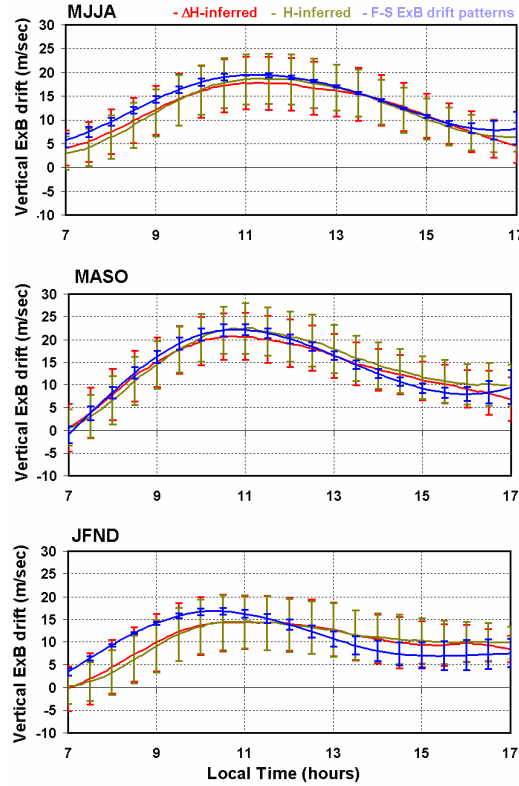 MJJA - ΔH-inferred - H-inferred - F-S ExB drift patterns
Vertical ExB drift (m/sec)
30
25
20
15
10
5
0
-5
-10
7 9 11 13 15 17
MASO
Vertical ExB drift (m/sec)
30
25
20
15
10
5
0
-5
-10
7 9 11 13 15 17
JFND
Vertical ExB drift (m/sec)
30
25
20
15
10
5
0
-5
-10
7 9 11 13 15 17
Local Time (hours)